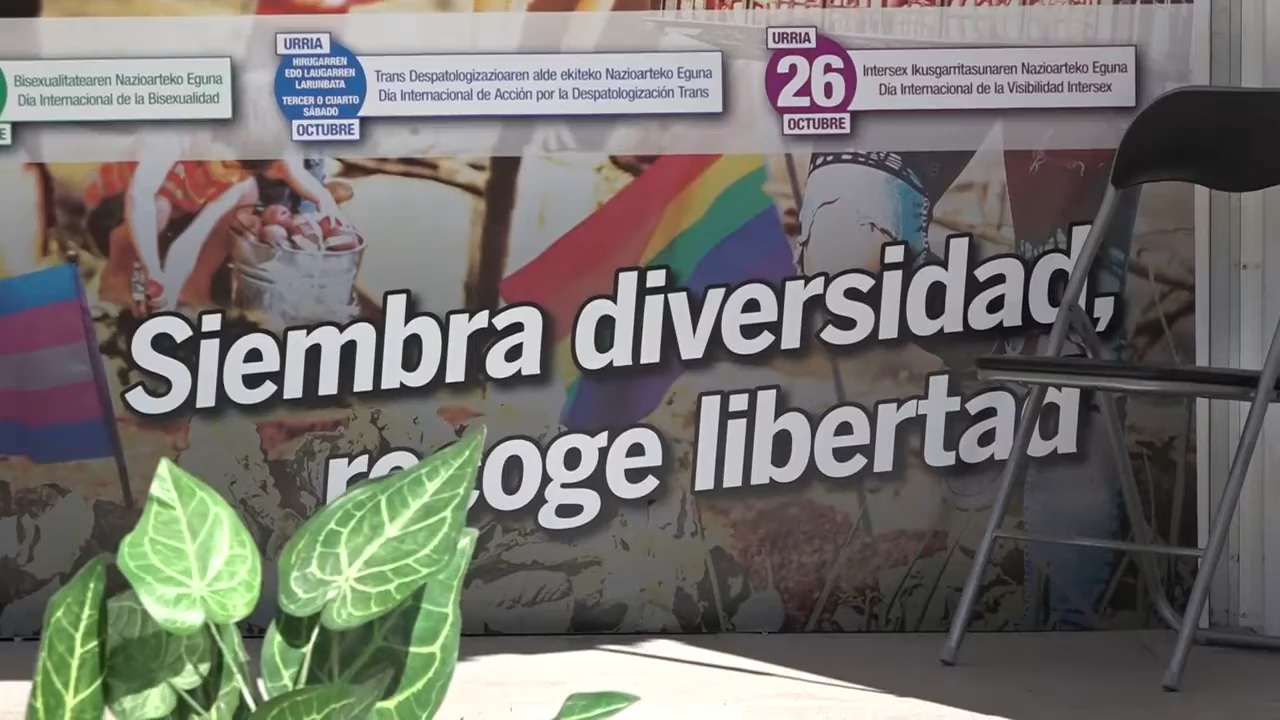 Bisexualitatearen Nazioarteko Eguna
Día Internacional de la Bisexualidad
URRIA
HIRUGARREN
EDO LAUGARREN
LARUNBATA
TERCER O CUARTO
SÁBADO
OCTUBRE
Trans Despatologizazioaren alde ekiteko Nazioarteko Eguna
Día Internacional de Acción por la Despatologización Trans
URRIA
26
OCTUBRE
Intersex Ikusgarritasunaren Nazioarteko Eguna
Día Internacional de la Visibilidad Intersex
Siembra diversidad,
recoge libertad